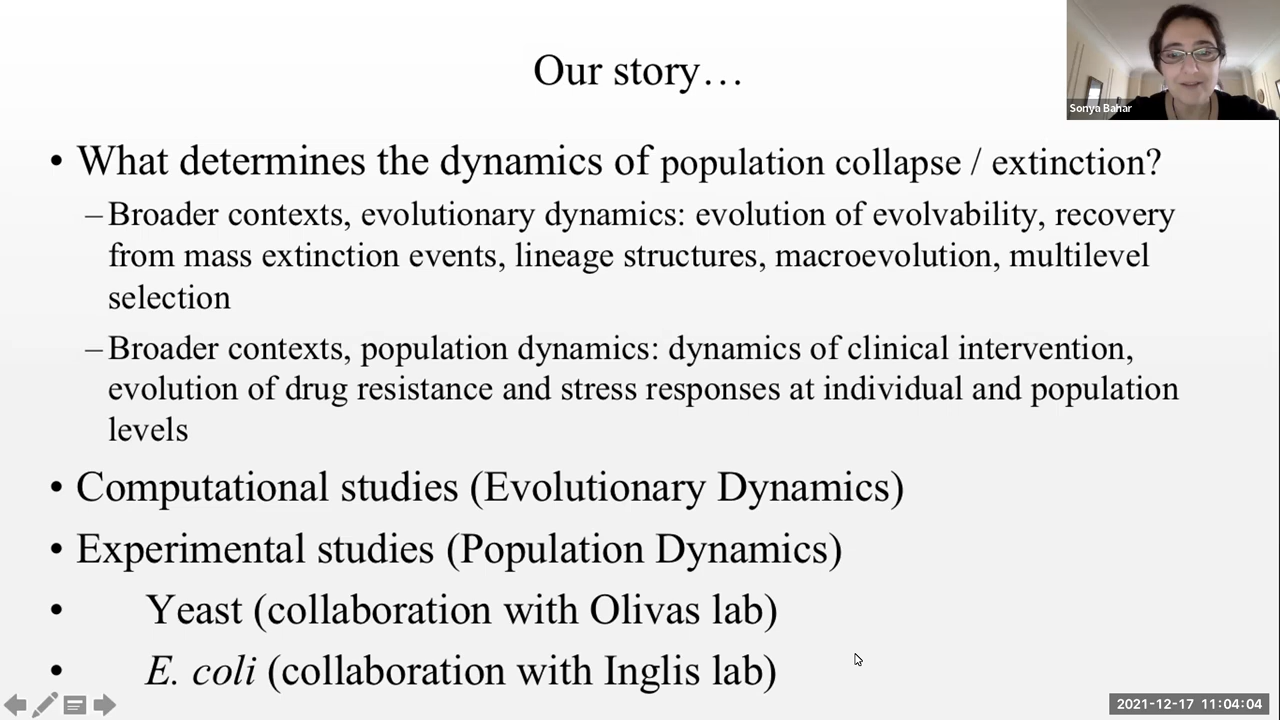 Our story…
Sonya Bahar
• What determines the dynamics of population collapse / extinction?
– Broader contexts, evolutionary dynamics: evolution of evolvability, recovery
from mass extinction events, lineage structures, macroevolution, multilevel
selection
– Broader contexts, population dynamics: dynamics of clinical intervention,
evolution of drug resistance and stress responses at individual and population
levels
• Computational studies (Evolutionary Dynamics)
• Experimental studies (Population Dynamics)
• Yeast (collaboration with Olivas lab)
• E. coli (collaboration with Inglis lab)
2021-12-17 11:04:04